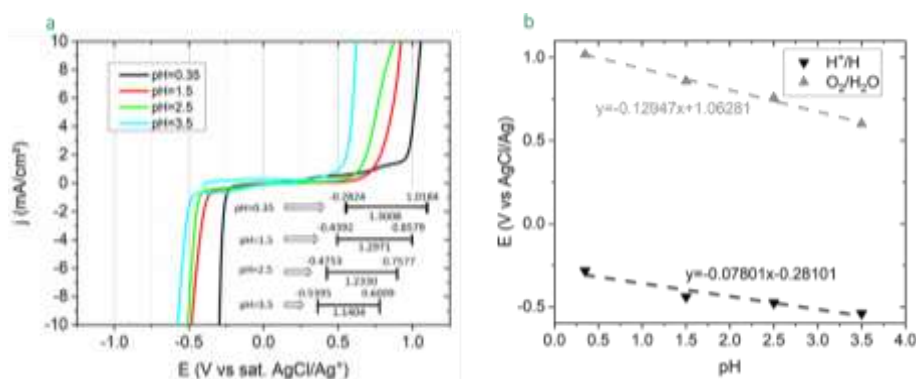 a
pH=0.35
pH=1.5
pH=2.5
pH=3.5
10
8
6
4
2
0
-2
-4
-6
-8
-10
j (mA/cm²)
-0.2824 1.0184
pH=0.35
1.3008
-0.4392 0.8579
pH=1.5
1.2971
-0.4753 0.7577
pH=2.5
1.2330
-0.5395 0.6009
pH=3.5
1.1404
-1.0 -0.5 0.0 0.5 1.0
E (V vs sat. AgCl/Ag⁺)
b
H⁺/H
O₂/H₂O
y=-0.12947x+1.06281
y=-0.07801x-0.28101
1.0
0.5
0.0
-0.5
E (V vs AgCl/Ag)
0.0 0.5 1.0 1.5 2.0 2.5 3.0 3.5 4.0
pH